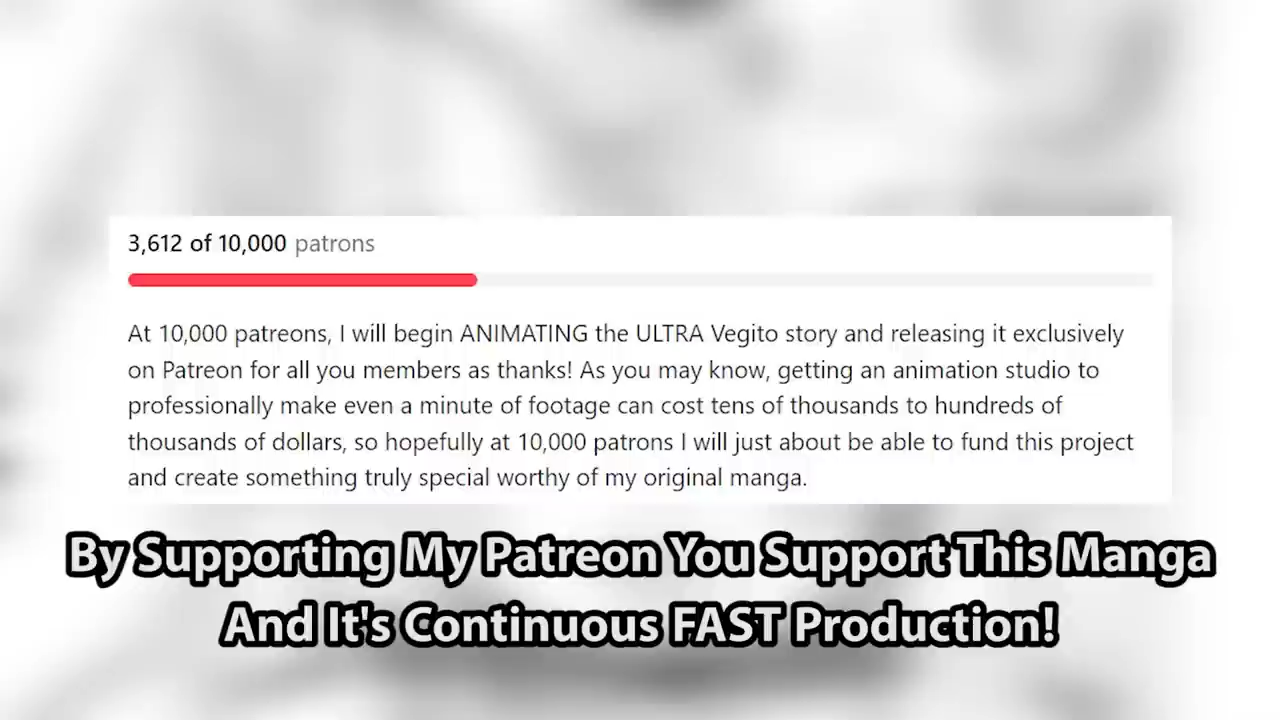 3,612 of 10,000 patrons
At 10,000 patreons, I will begin ANIMATING the ULTRA Vegito story and releasing it exclusively
on Patreon for all you members as thanks! As you may know, getting an animation studio to
professionally make even a minute of footage can cost tens of thousands to hundreds of
thousands of dollars, so hopefully at 10,000 patrons I will just about be able to fund this project
and create something truly special worthy of my original manga.
By Supporting My Patreon You Support This Manga
And It's Continuous FAST Production!